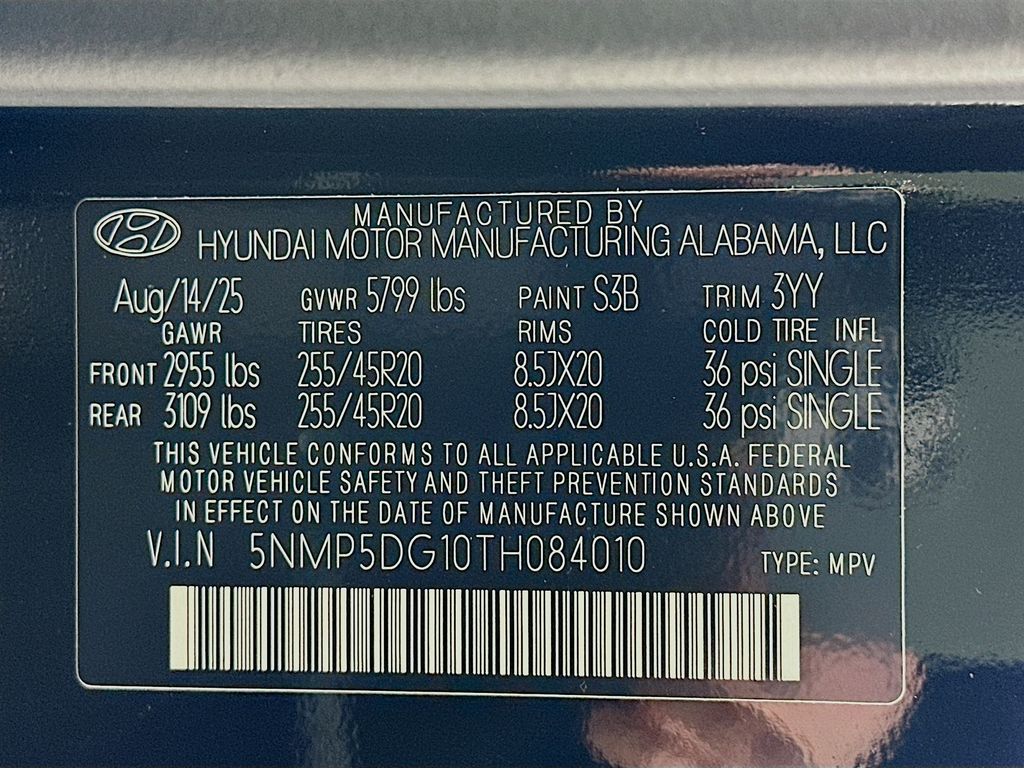 MANUFACTURED BY
HYUNDAI MOTOR MANUFACTURING ALABAMA, LLC
Aug/14/25 GVWR 5799 lbs PAINT S3B TRIM 3YY
GAWR TIRES RIMS COLD TIRE INFL
FRONT 2955 lbs 255/45R20 8.5JX20 36 psi SINGLE
REAR 3109 lbs 255/45R20 8.5JX20 36 psi SINGLE
THIS VEHICLE CONFORMS TO ALL APPLICABLE U.S.A. FEDERAL
MOTOR VEHICLE SAFETY AND THEFT PREVENTION STANDARDS
IN EFFECT ON THE DATE OF MANUFACTURE SHOWN ABOVE
V.I.N 5NMP5DG10TH084010 TYPE: MPV